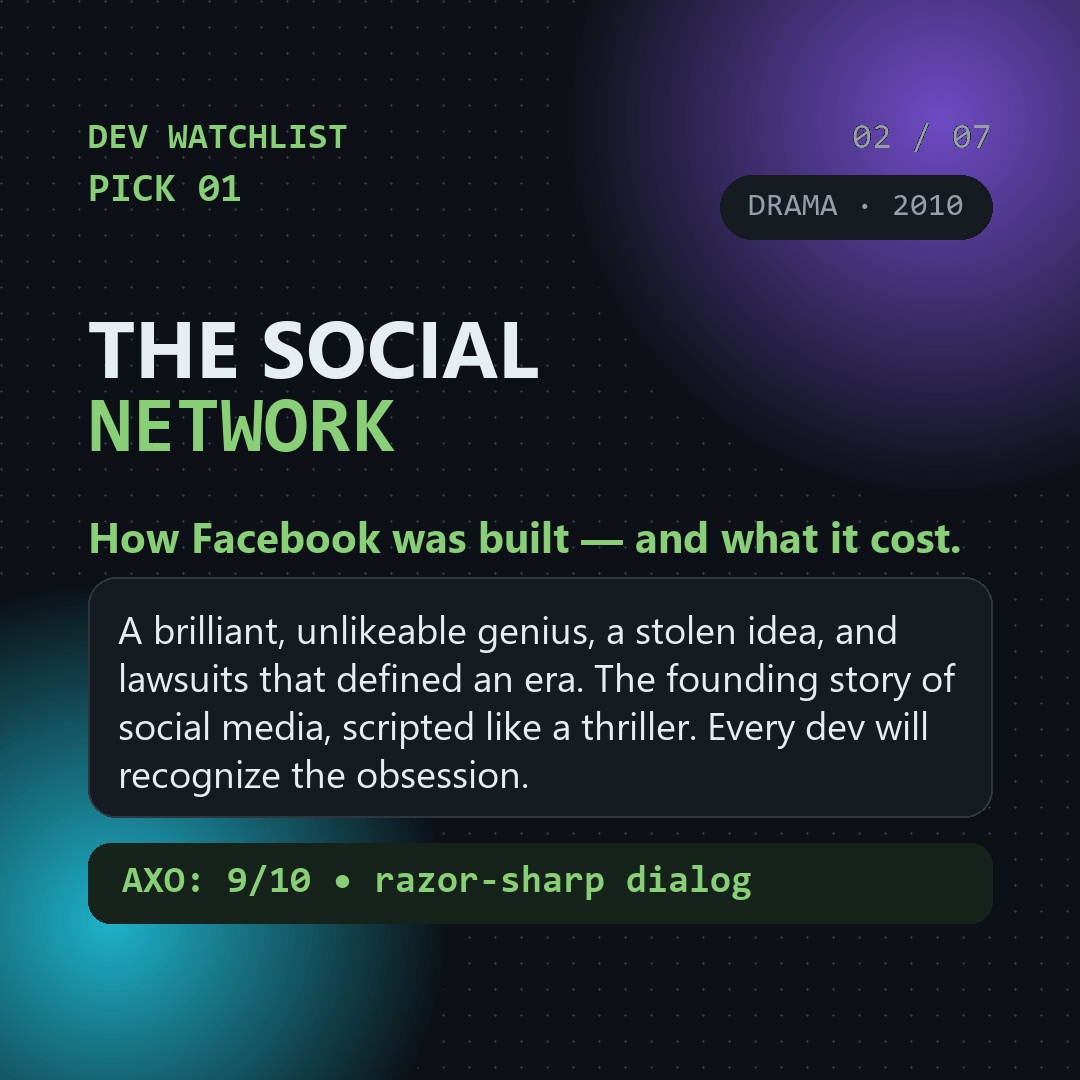 DEV WATCHLIST
PICK 01
02 / 07
DRAMA · 2010
THE SOCIAL
NETWORK
How Facebook was built — and what it cost.
A brilliant, unlikeable genius, a stolen idea, and
lawsuits that defined an era. The founding story of
social media, scripted like a thriller. Every dev will
recognize the obsession.
AXO: 9/10 • razor-sharp dialog